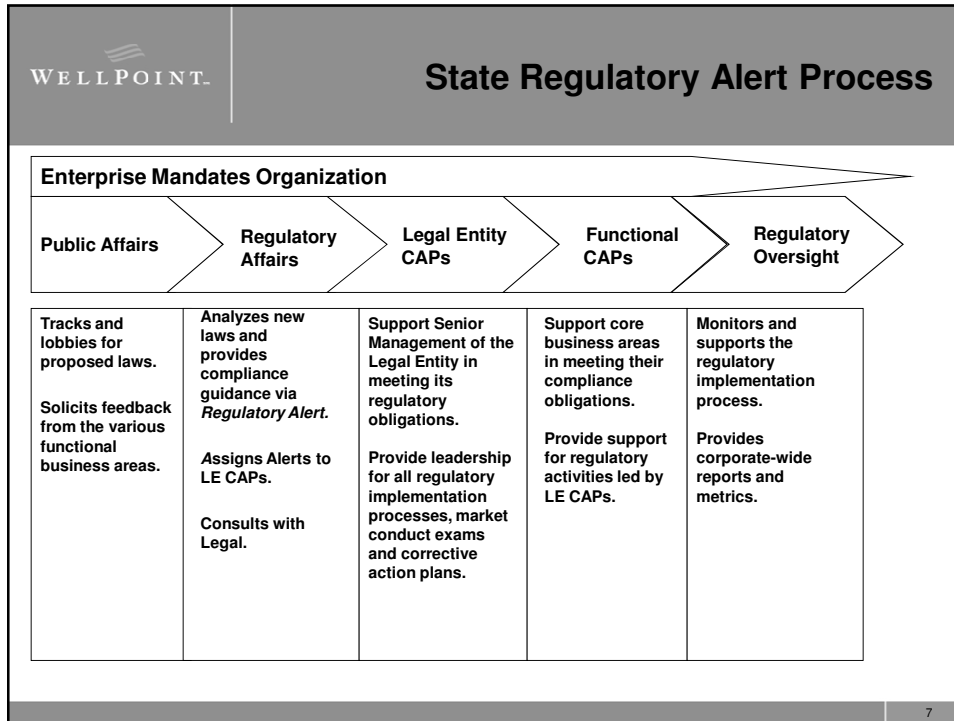 WELLPOINT™
State Regulatory Alert Process
Enterprise Mandates Organization
Public Affairs
Regulatory
Affairs
Legal Entity
CAPs
Functional
CAPs
Regulatory
Oversight
Tracks and
lobbies for
proposed laws.
Solicits feedback
from the various
functional
business areas.
Analyzes new
laws and
provides
compliance
guidance via
Regulatory Alert.
Assigns Alerts to
LE CAPs.
Consults with
Legal.
Support Senior
Management of the
Legal Entity in
meeting its
regulatory
obligations.
Provide leadership
for all regulatory
implementation
processes, market
conduct exams
and corrective
action plans.
Support core
business areas
in meeting their
compliance
obligations.
Provide support
for regulatory
activities led by
LE CAPs.
Monitors and
supports the
regulatory
implementation
process.
Provides
corporate-wide
reports and
metrics.
7